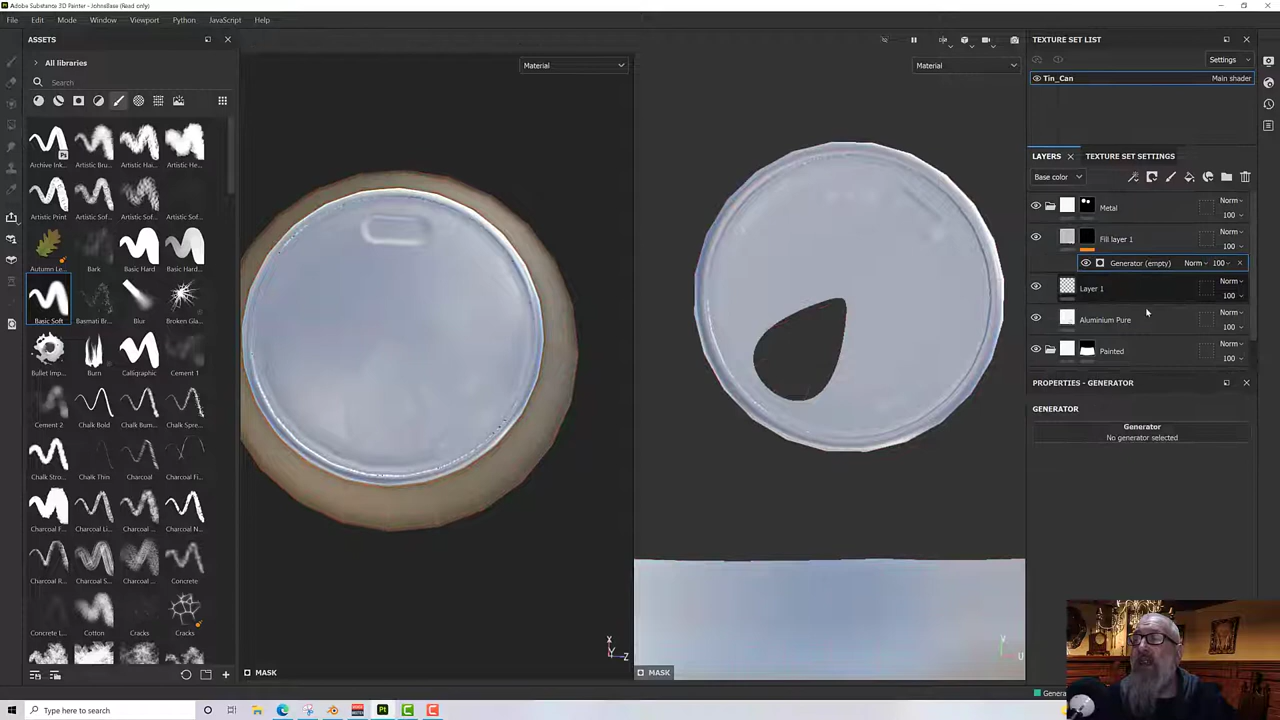 Adobe Substance 3D Painter - JohnsBase (Read only)
File Edit Mode Window Viewport Python JavaScript Help
ASSETS
All libraries
Search
Archive Ink... Artistic Bru... Artistic Hai... Artistic He...
Artistic Print Artistic Sof... Artistic Sof... Artistic Sof...
Autumn Le... Bark Basic Hard Basic Hard...
Basic Soft Basmati Br... Blur Broken Gla...
Bullet Imp... Burn Calligraphic Cement 1
Cement 2 Chalk Bold Chalk Bum... Chalk Spre...
Chalk Stro... Chalk Thin Charcoal Charcoal Fi...
Charcoal F... Charcoal Li... Charcoal ... Charcoal N...
Charcoal R... Charcoal S... Charcoal ... Concrete
Concrete L... Cotton Cracks Cracks
Material
X
Y
Z
MASK
Material
Y
U
MASK
TEXTURE SET LIST
Settings
Tin_Can Main shader
LAYERS TEXTURE SET SETTINGS
Base color
Metal Norm
100
Fill layer 1 Norm
100
Generator (empty) Norm 100
Layer 1 Norm
100
Aluminium Pure Norm
100
Painted Norm
100
PROPERTIES - GENERATOR
GENERATOR
Generator
No generator selected
Genera
Type here to search
Pt